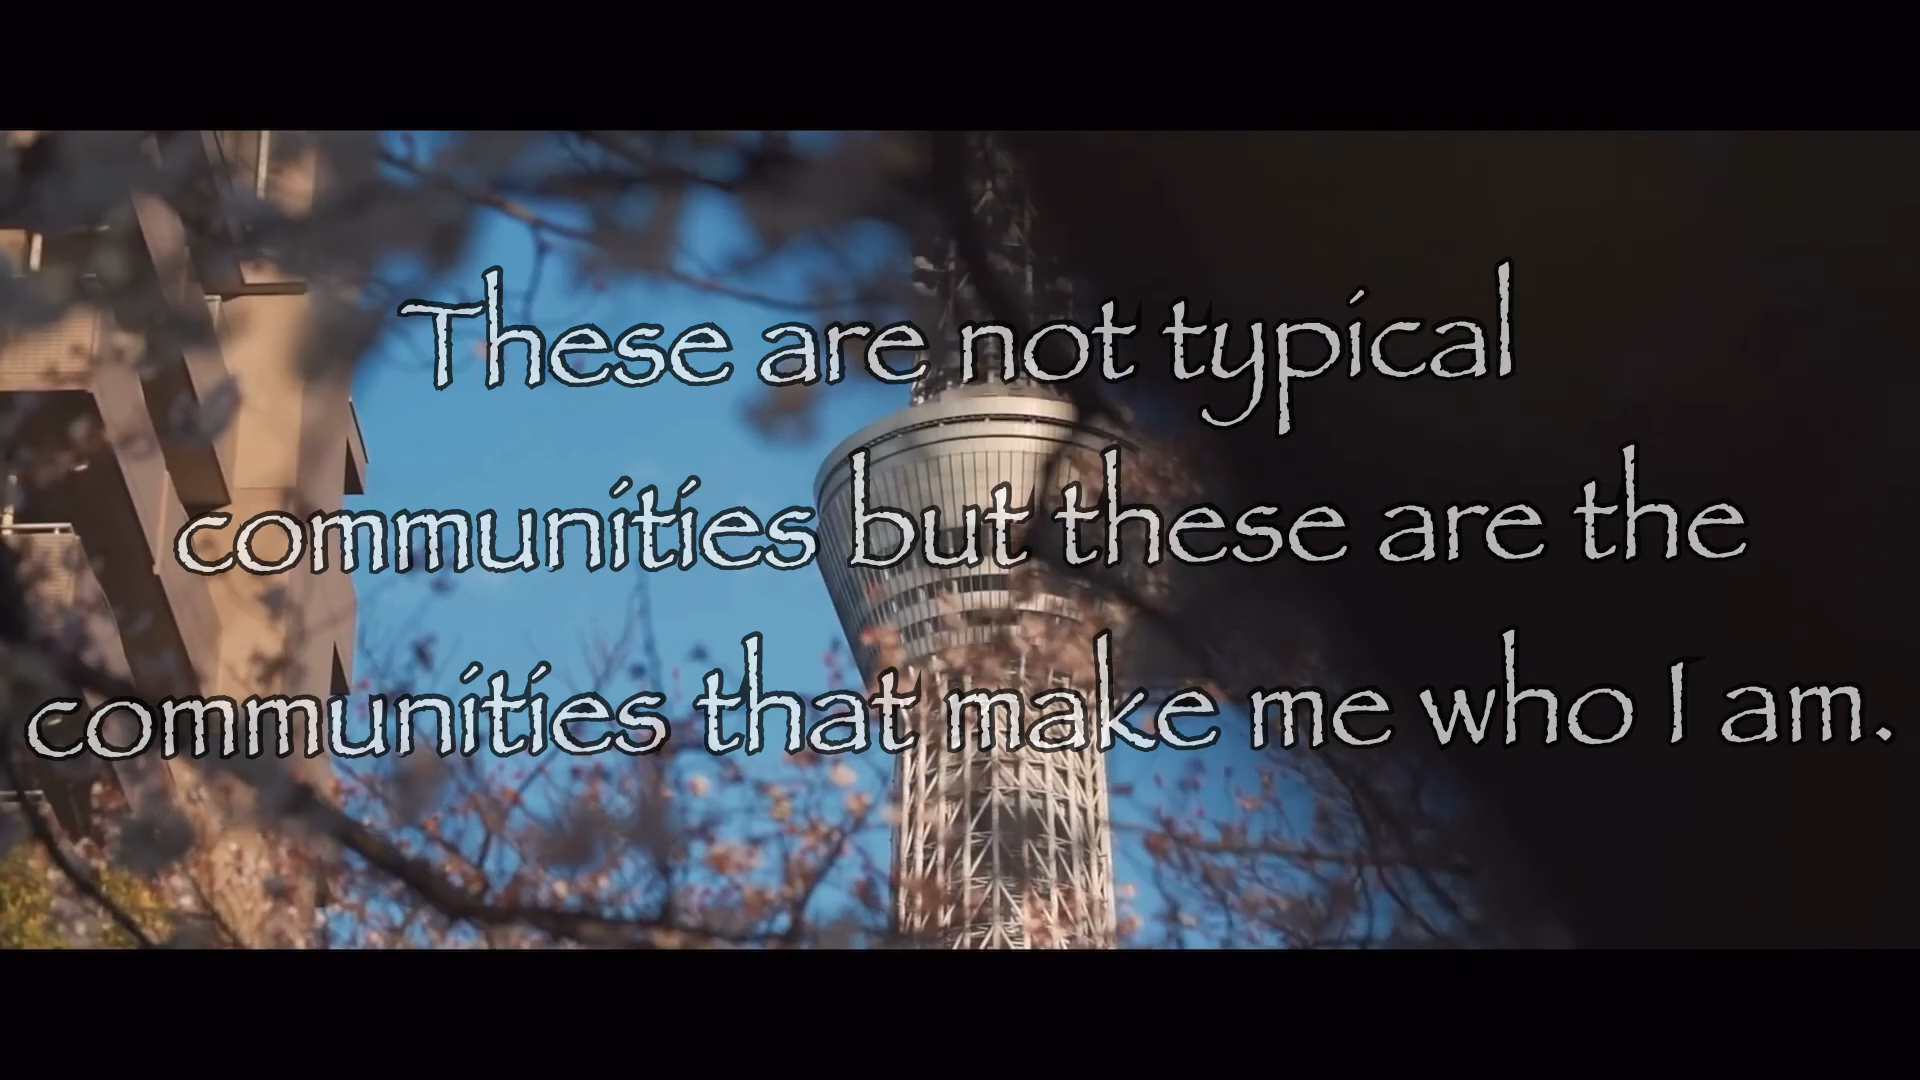 These are not typical
communities but these are the
communities that make me who I am.